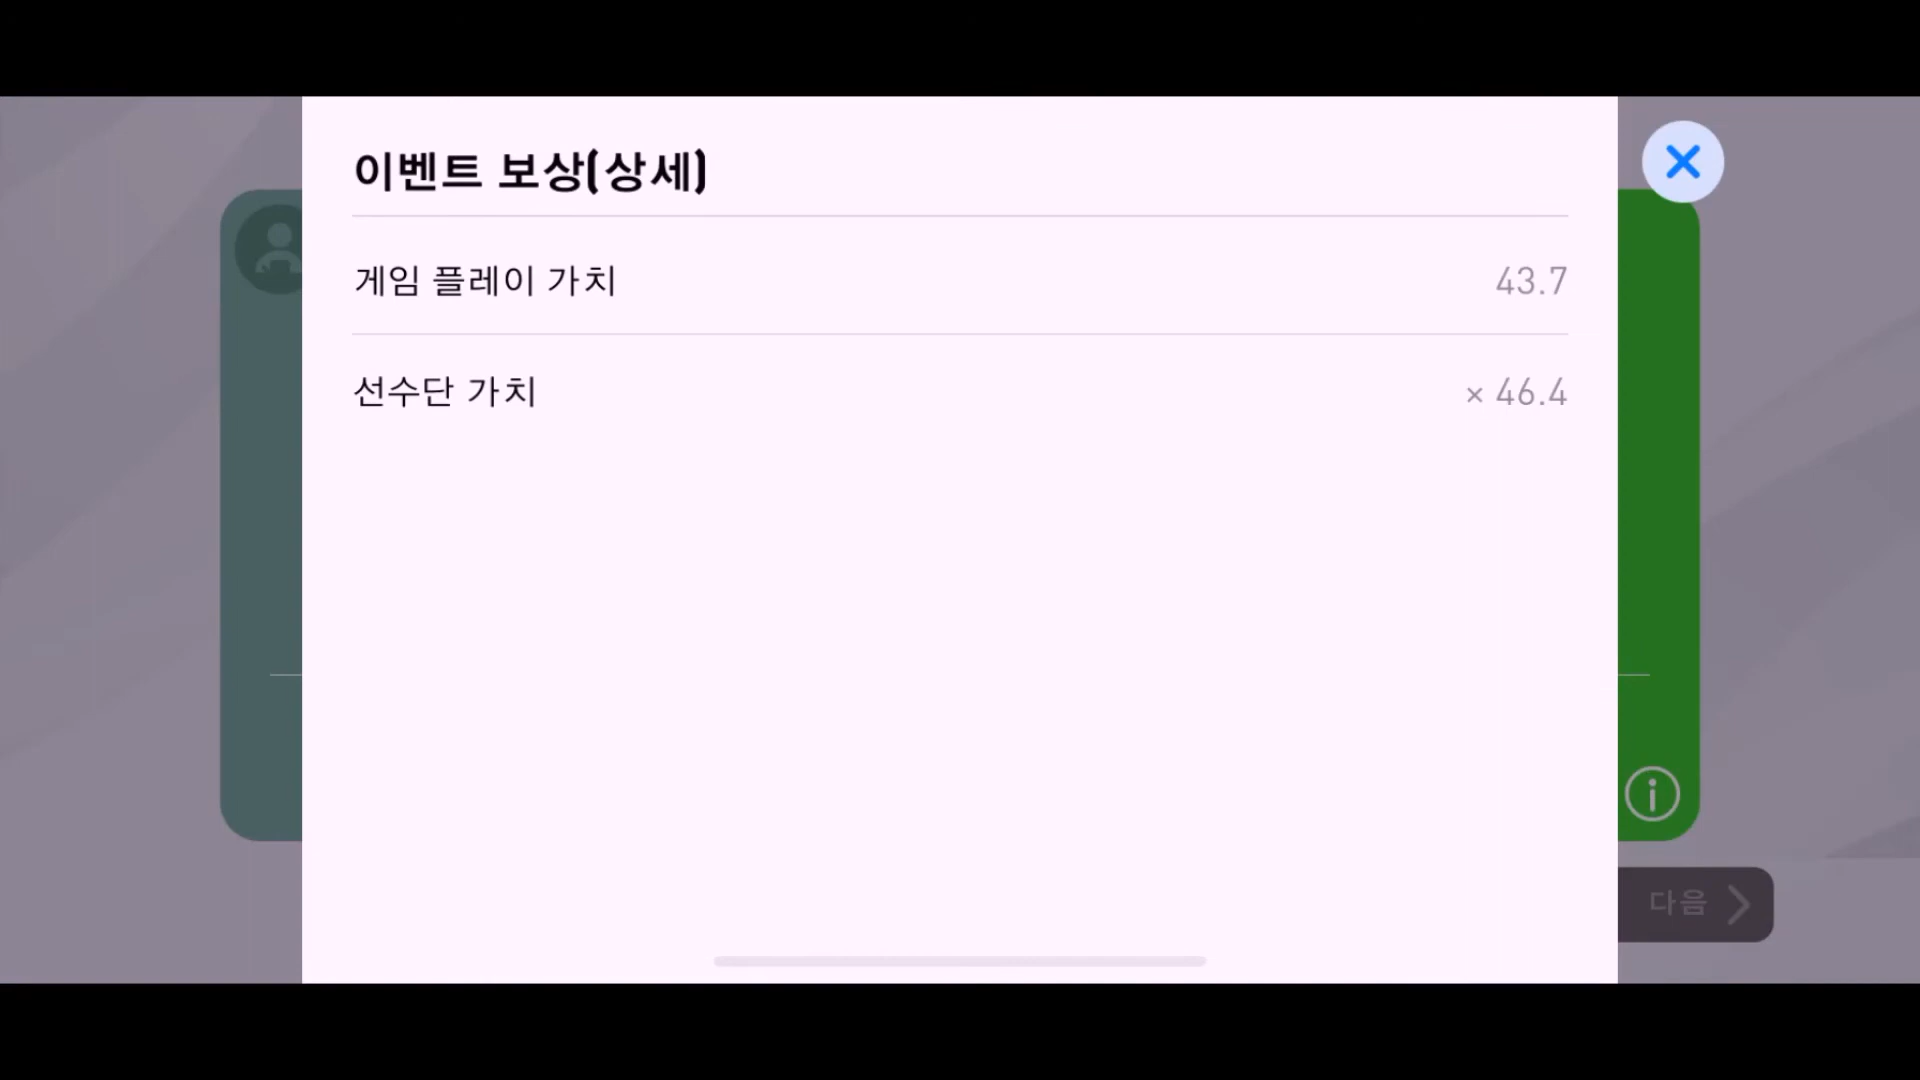 이벤트 보상(상세)
게임 플레이 가치 43.7
선수단 가치 × 46.4
다음